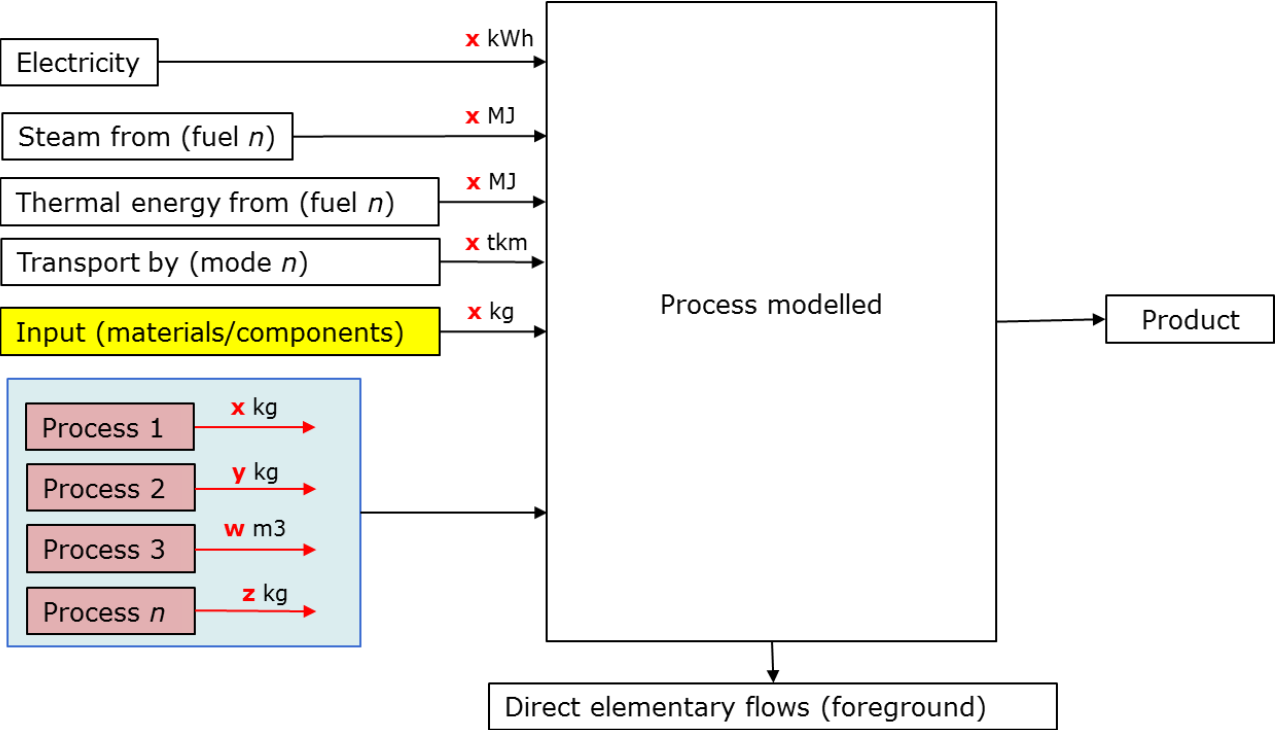 x kWh
Electricity
x MJ
Steam from (fuel n)
x MJ
Thermal energy from (fuel n)
x tkm
Transport by (mode n)
x kg
Input (materials/components)
Process modelled
Product
x kg
Process 1
y kg
Process 2
w m3
Process 3
z kg
Process n
Direct elementary flows (foreground)